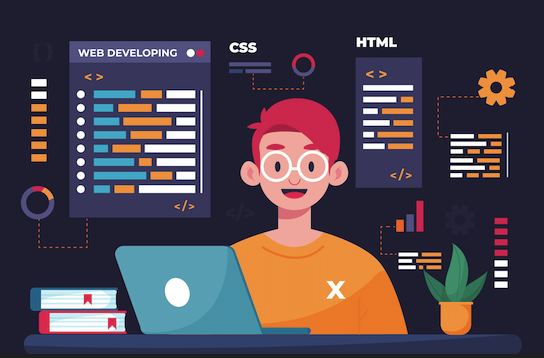 WEB DEVELOPING
CSS
HTML
< >
< >
</>
</>
</>
X